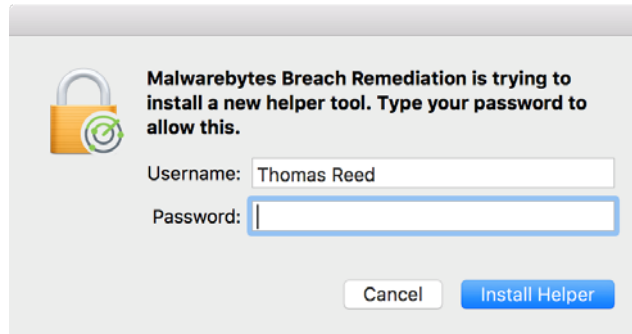 Malwarebytes Breach Remediation is trying to
install a new helper tool. Type your password to
allow this.
Username: Thomas Reed
Password:
Cancel Install Helper